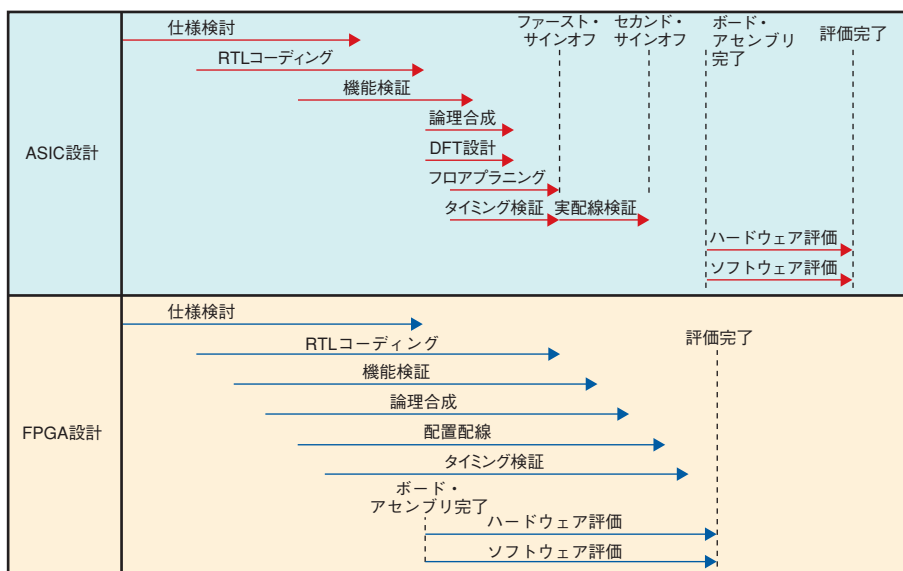 ASIC設計
仕様検討
RTLコーディング
機能検証
論理合成
DFT設計
フロアプラニング
タイミング検証
実配線検証
ファースト・
サインオフ
セカンド・
サインオフ
ボード・
アセンブリ
完了
評価完了
ハードウェア評価
ソフトウェア評価
FPGA設計
仕様検討
RTLコーディング
機能検証
論理合成
配置配線
タイミング検証
ボード・
アセンブリ完了
評価完了
ハードウェア評価
ソフトウェア評価